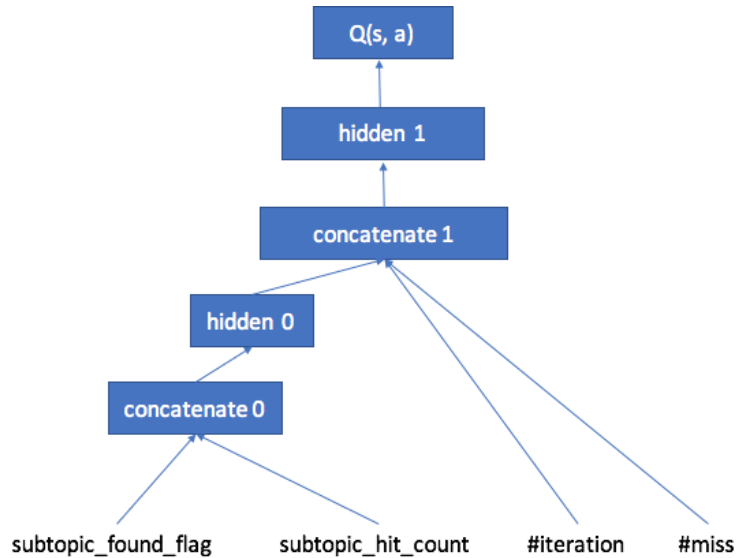 Q(s, a)
hidden 1
concatenate 1
hidden 0
concatenate 0
subtopic_found_flag subtopic_hit_count #iteration #miss